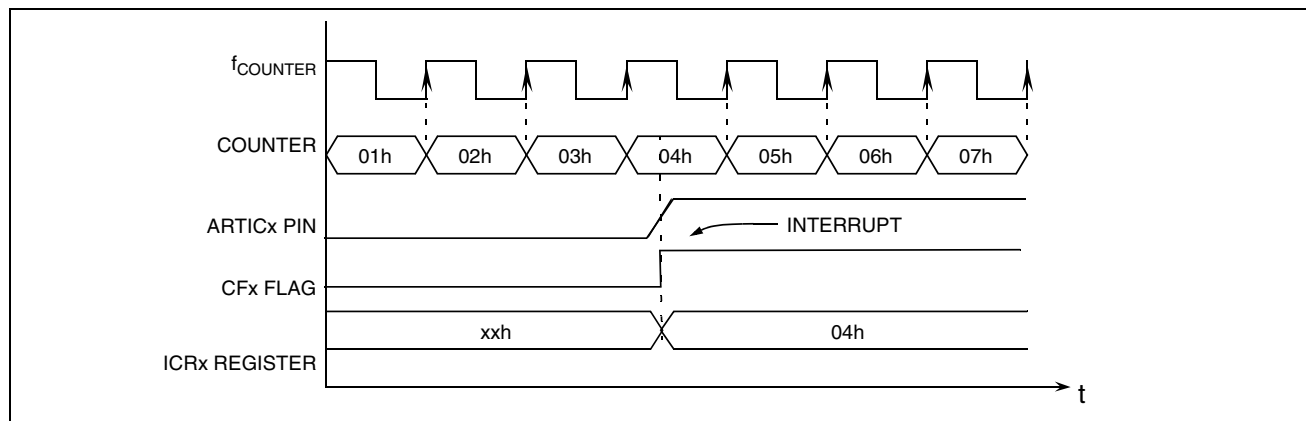 fCOUNTER
COUNTER 01h 02h 03h 04h 05h 06h 07h
ARTICx PIN
INTERRUPT
CFx FLAG
xxh 04h
ICRx REGISTER
t